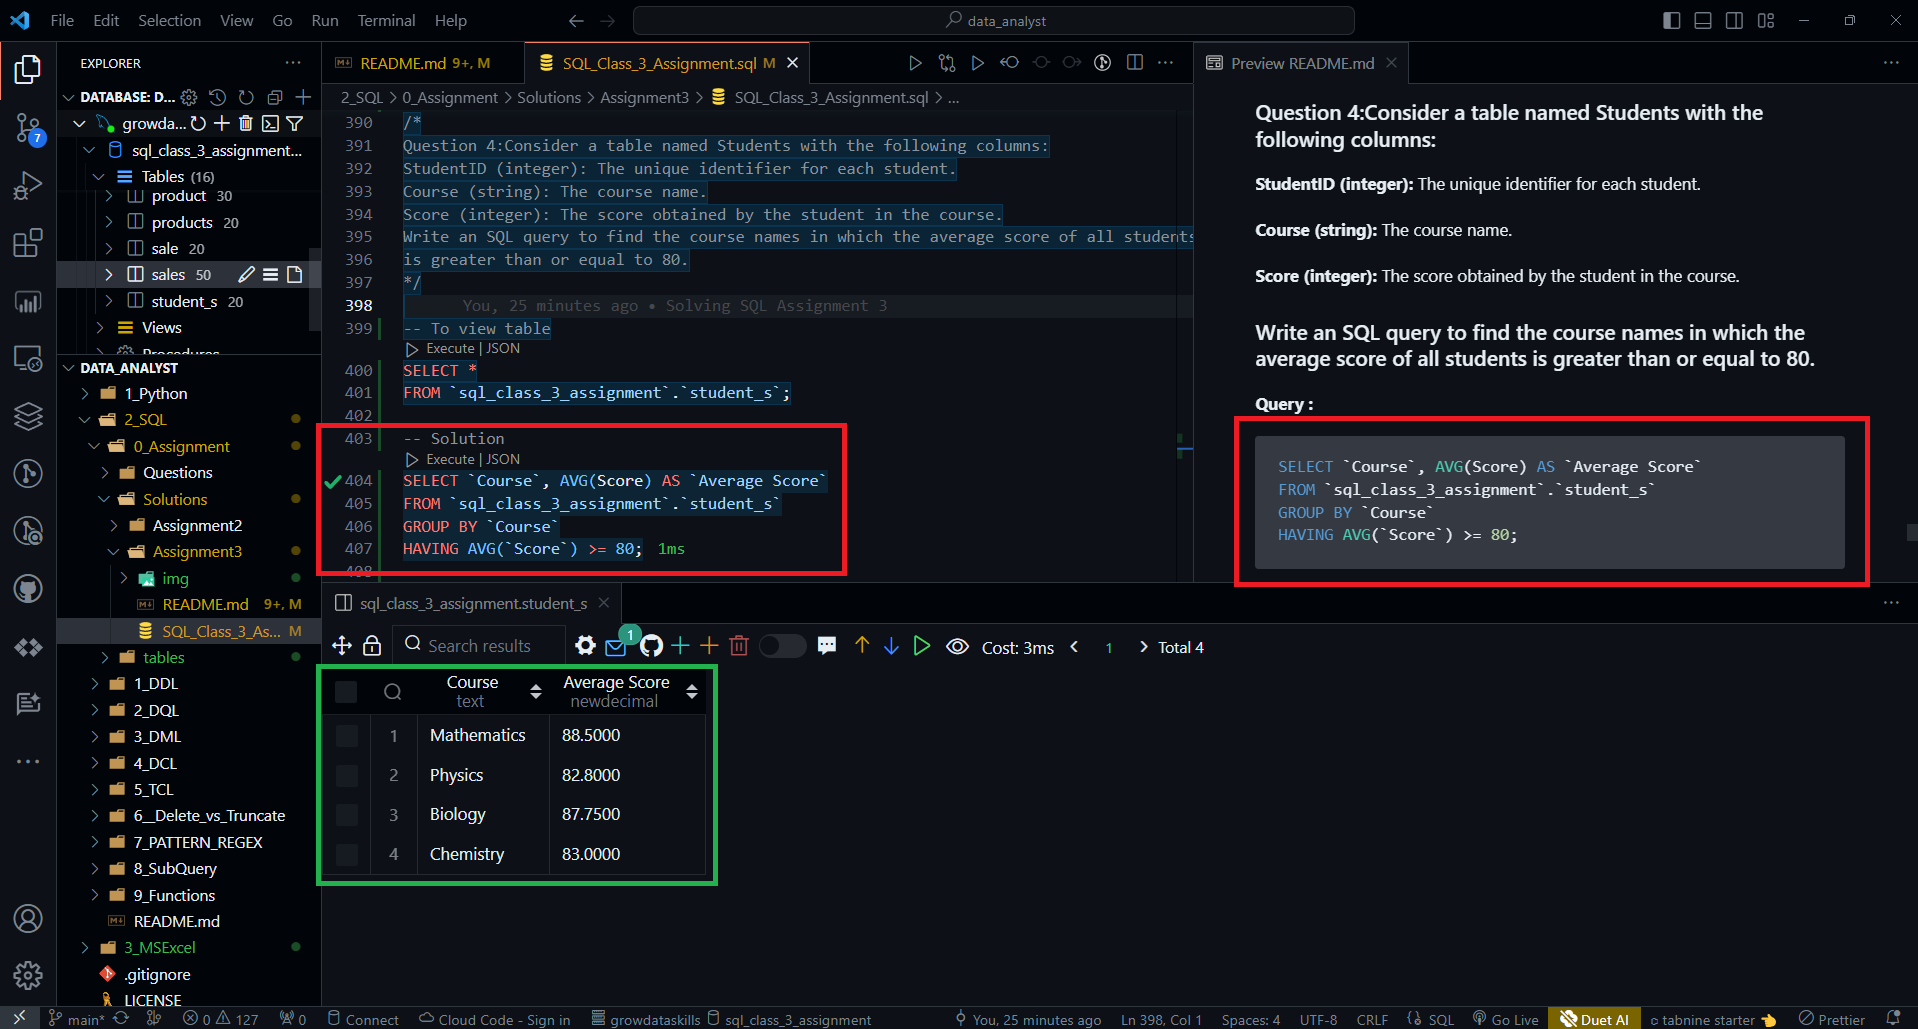 File Edit Selection View Go Run Terminal Help
data_analyst
EXPLORER
DATABASE: D...
growda...
sql_class_3_assignment...
Tables (16)
product 30
products 20
sale 20
sales 50
student_s 20
Views
Procedures
DATA_ANALYST
1_Python
2_SQL
0_Assignment
Questions
Solutions
Assignment2
Assignment3
img
README.md 9+, M
SQL_Class_3_As... M
tables
1_DDL
2_DQL
3_DML
4_DCL
5_TCL
6__Delete_vs_Truncate
7_PATTERN_REGEX
8_SubQuery
9_Functions
README.md
3_MSExcel
.gitignore
LICENSE
7
README.md 9+, M
SQL_Class_3_Assignment.sql M
2_SQL > 0_Assignment > Solutions > Assignment3 > SQL_Class_3_Assignment.sql > ...
390 /*
391 Question 4:Consider a table named Students with the following columns:
392 StudentID (integer): The unique identifier for each student.
393 Course (string): The course name.
394 Score (integer): The score obtained by the student in the course.
395 Write an SQL query to find the course names in which the average score of all students
396 is greater than or equal to 80.
397 */
398 You, 25 minutes ago • Solving SQL Assignment 3
399 -- To view table
Execute | JSON
400 SELECT *
401 FROM `sql_class_3_assignment`.`student_s`;
402
403 -- Solution
Execute | JSON
404 SELECT `Course`, AVG(Score) AS `Average Score`
405 FROM `sql_class_3_assignment`.`student_s`
406 GROUP BY `Course`
407 HAVING AVG(`Score`) >= 80; 1ms
408
Preview README.md
Question 4:Consider a table named Students with the
following columns:
StudentID (integer): The unique identifier for each student.
Course (string): The course name.
Score (integer): The score obtained by the student in the course.
Write an SQL query to find the course names in which the
average score of all students is greater than or equal to 80.
Query :
SELECT `Course`, AVG(Score) AS `Average Score`
FROM `sql_class_3_assignment`.`student_s`
GROUP BY `Course`
HAVING AVG(`Score`) >= 80;
sql_class_3_assignment.student_s
Search results
1
Cost: 3ms < 1 > Total 4
Course Average Score
text newdecimal
1 Mathematics 88.5000
2 Physics 82.8000
3 Biology 87.7500
4 Chemistry 83.0000
main* 0 127 0 Connect Cloud Code - Sign in growdataskills sql_class_3_assignment You, 25 minutes ago Ln 398, Col 1 Spaces: 4 UTF-8 CRLF SQL Go Live Duet AI tabnine starter Prettier